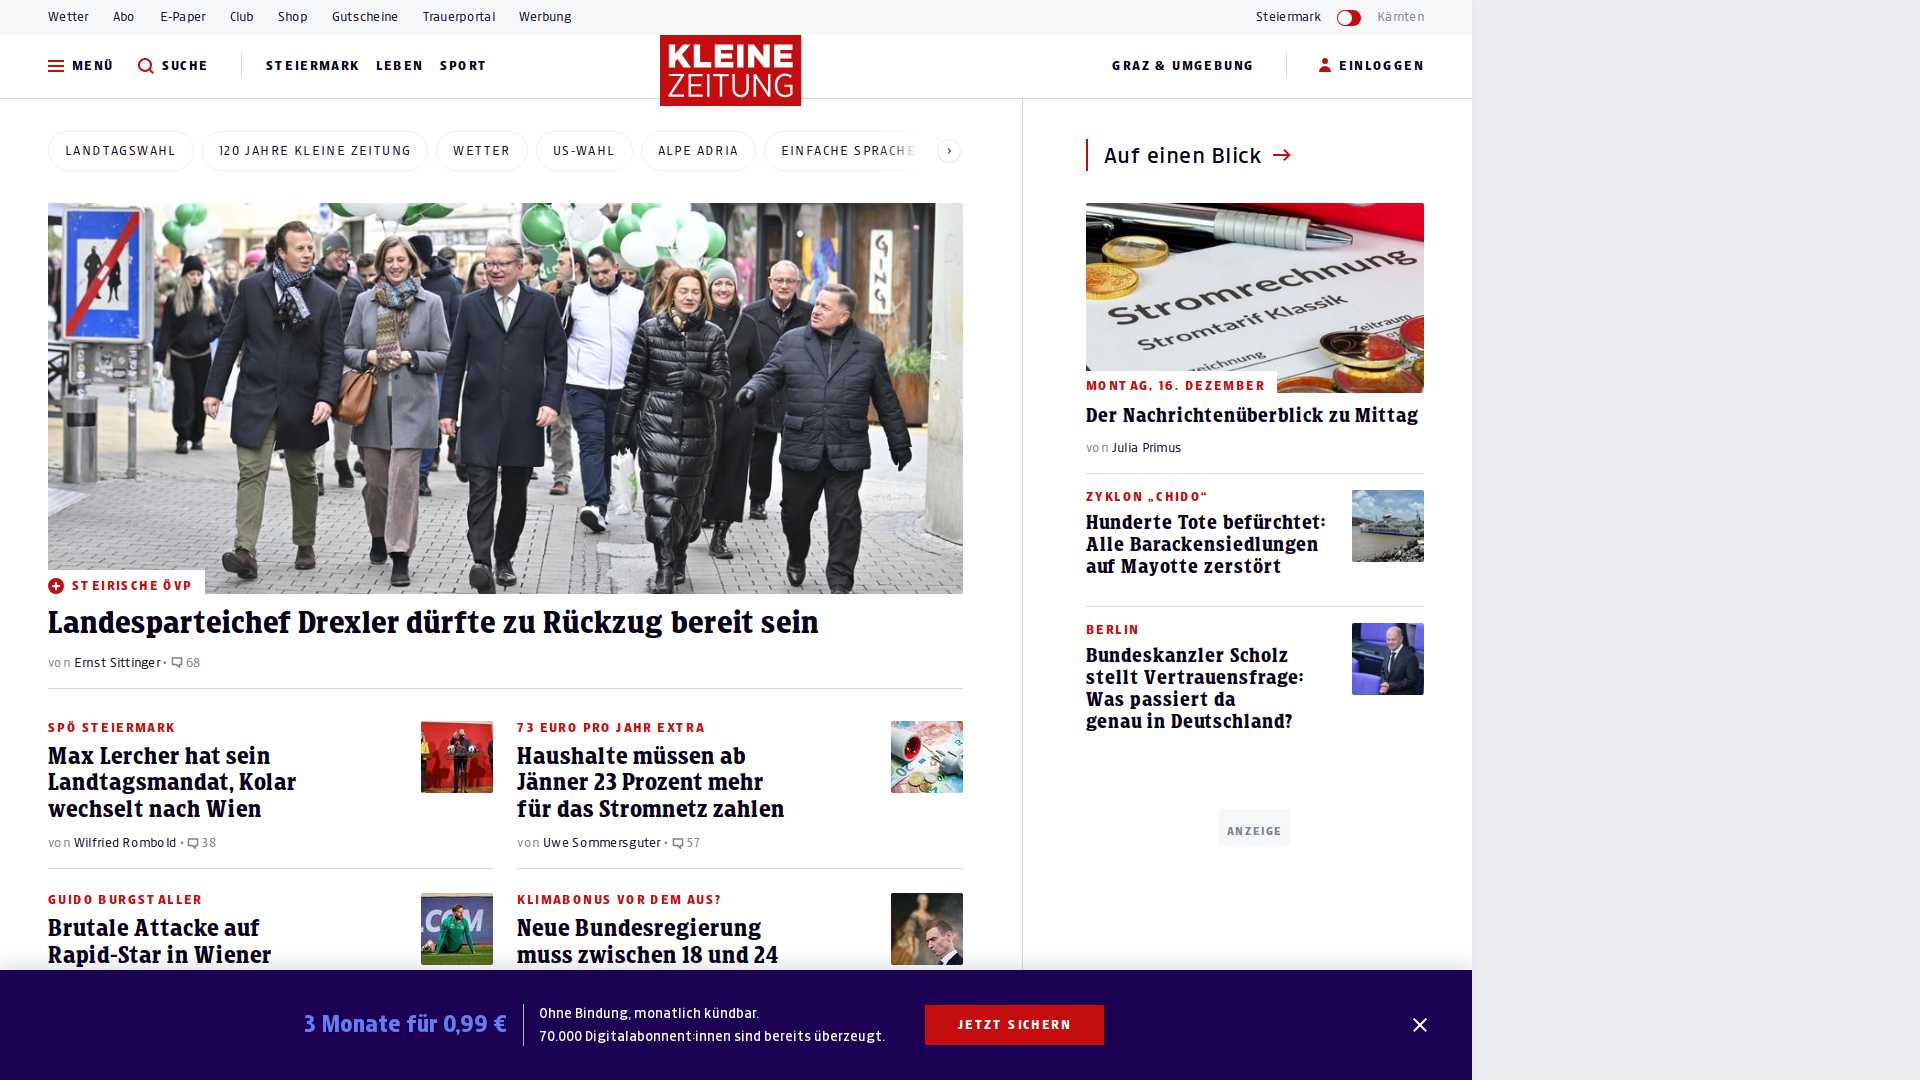 Wetter Abo E-Paper Club Shop Gutscheine Trauerportal Werbung Steiermark Kärnten
MENÜ SUCHE STEIERMARK LEBEN SPORT
KLEINE
ZEITUNG
GRAZ & UMGEBUNG EINLOGGEN
LANDTAGSWAHL 120 JAHRE KLEINE ZEITUNG WETTER US-WAHL ALPE ADRIA EINFACHE SPRACHE
GING
STEIRISCHE ÖVP
Landesparteichef Drexler dürfte zu Rückzug bereit sein
von Ernst Sittinger • 68
SPÖ STEIERMARK
Max Lercher hat sein
Landtagsmandat, Kolar
wechselt nach Wien
von Wilfried Rombold • 38
73 EURO PRO JAHR EXTRA
Haushalte müssen ab
Jänner 23 Prozent mehr
für das Stromnetz zahlen
von Uwe Sommersguter • 57
GUIDO BURGSTALLER
Brutale Attacke auf
Rapid-Star in Wiener
.COM
KLIMABONUS VOR DEM AUS?
Neue Bundesregierung
muss zwischen 18 und 24
Auf einen Blick
Stromrechnung
Stromtarif Klassik
Zeitraum
MONTAG, 16. DEZEMBER
Der Nachrichtenüberblick zu Mittag
von Julia Primus
ZYKLON „CHIDO“
Hunderte Tote befürchtet:
Alle Barackensiedlungen
auf Mayotte zerstört
BERLIN
Bundeskanzler Scholz
stellt Vertrauensfrage:
Was passiert da
genau in Deutschland?
ANZEIGE
3 Monate für 0,99 €
Ohne Bindung, monatlich kündbar.
70.000 Digitalabonnent:innen sind bereits überzeugt.
JETZT SICHERN